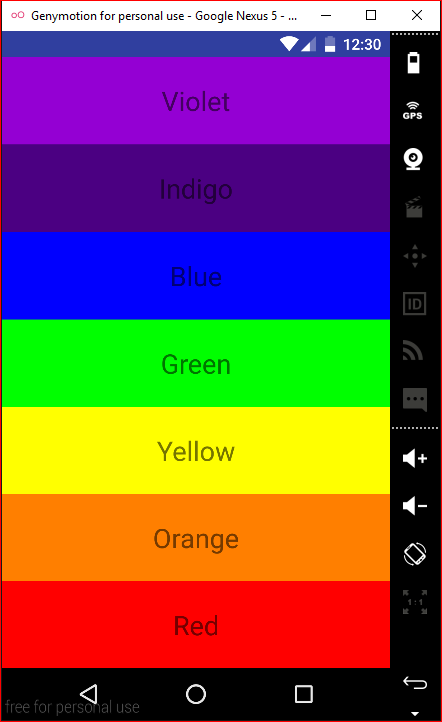 Genymotion for personal use - Google Nexus 5 - ...
12:30
GPS
Violet
Indigo
ID
Blue
Green
Yellow
Orange
1:1
Red
free for personal use